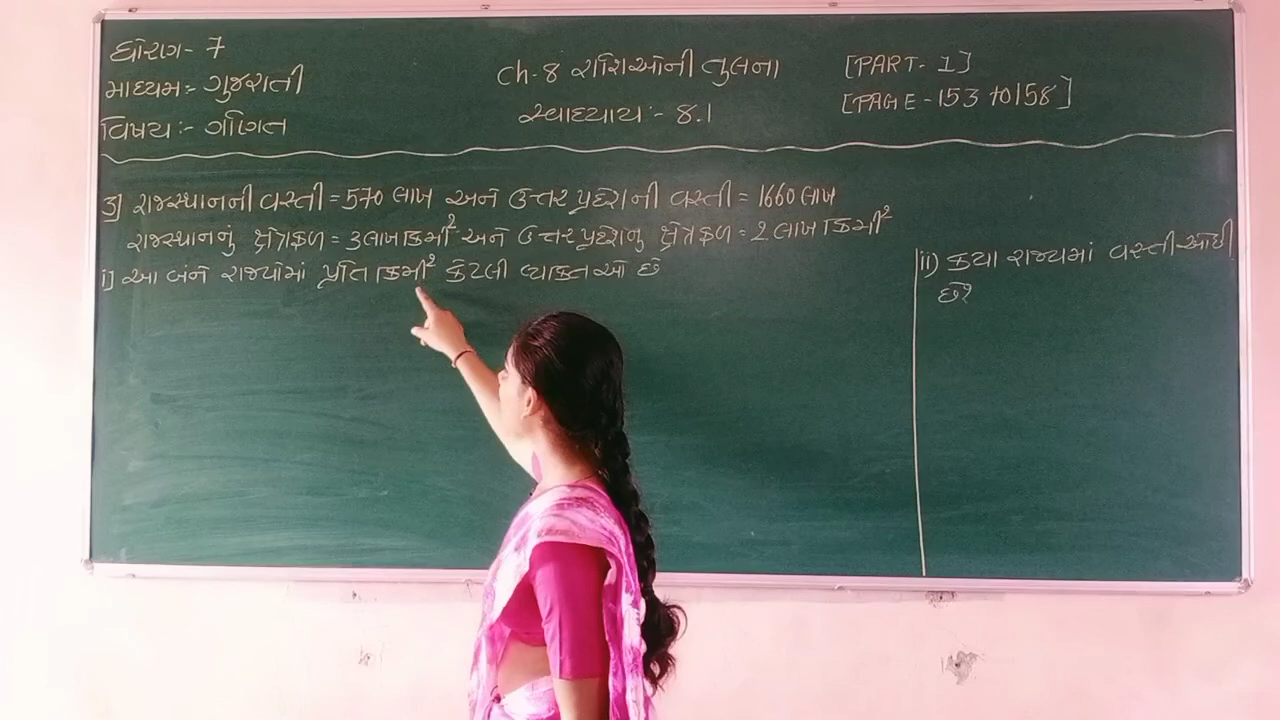 ધોરણ- 7
માધ્યમઃ- ગુજરાતી
વિષયઃ- ગણિત
ch-8 રાશિઓની તુલના
સ્વાધ્યાયઃ- 8.1
[PART- 1]
[PAGE-153 to 158]
3] રાજસ્થાનની વસ્તી = 570 લાખ અને ઉત્તર પ્રદેશની વસ્તી = 1660 લાખ
રાજસ્થાનનું ક્ષેત્રફળ = 3 લાખ કિમી² અને ઉત્તર પ્રદેશનુ ક્ષેત્રફળ = 2 લાખ કિમી²
i] આ બંને રાજ્યોમાં પ્રતિ કિમી² કેટલી વ્યક્તિઓ છે
ii) કયા રાજ્યમાં વસ્તી ઓછી
છે?